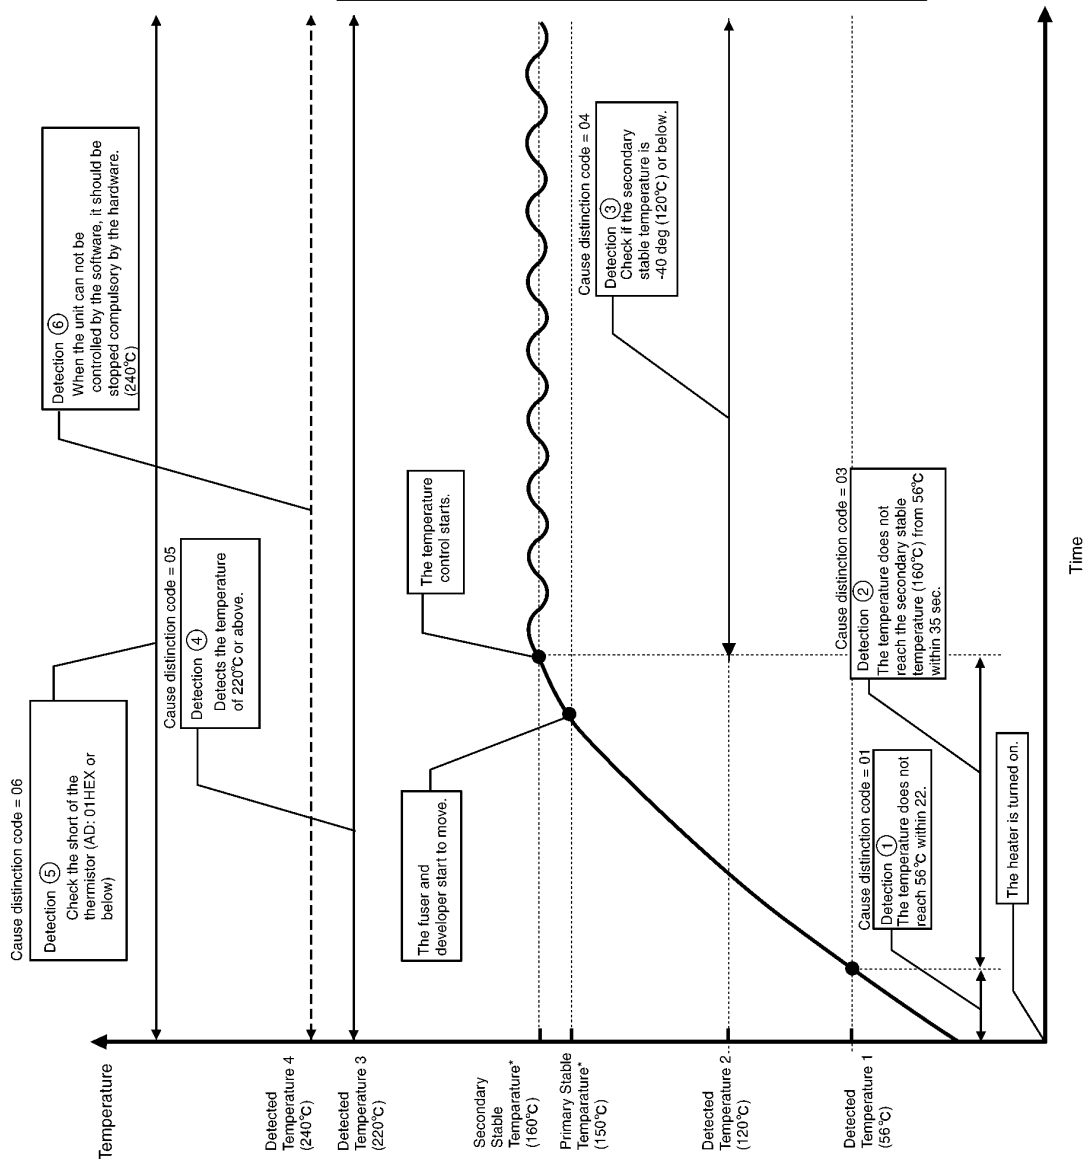 Temperature
Cause distinction code = 06
Detection ⑤
Check the short of the
thermistor (AD: 01HEX or
below)
Detection ⑥
When the unit can not be
controlled by the software, it should be
stopped compulsory by the hardware.
(240°C)
Cause distinction code = 05
Detection ④
Detects the temperature
of 220°C or above.
Detected
Temperature 4
(240°C)
Detected
Temperature 3
(220°C)
The temperature
control starts.
The fuser and
developer start to move.
Secondary
Stable
Temparature*
(160°C)
Primary Stable
Temparature*
(150°C)
Cause distinction code = 04
Detection ③
Check if the secondary
stable temperature is
-40 deg (120°C) or below.
Detected
Temperature 2
(120°C)
Cause distinction code = 03
Detection ②
The temperature does not
reach the secondary stable
temperature (160°C) from 56°C
within 35 sec.
Cause distinction code = 01
Detection ①
The temperature does not
reach 56°C within 22.
Detected
Temperature 1
(56°C)
The heater is turned on.
Time